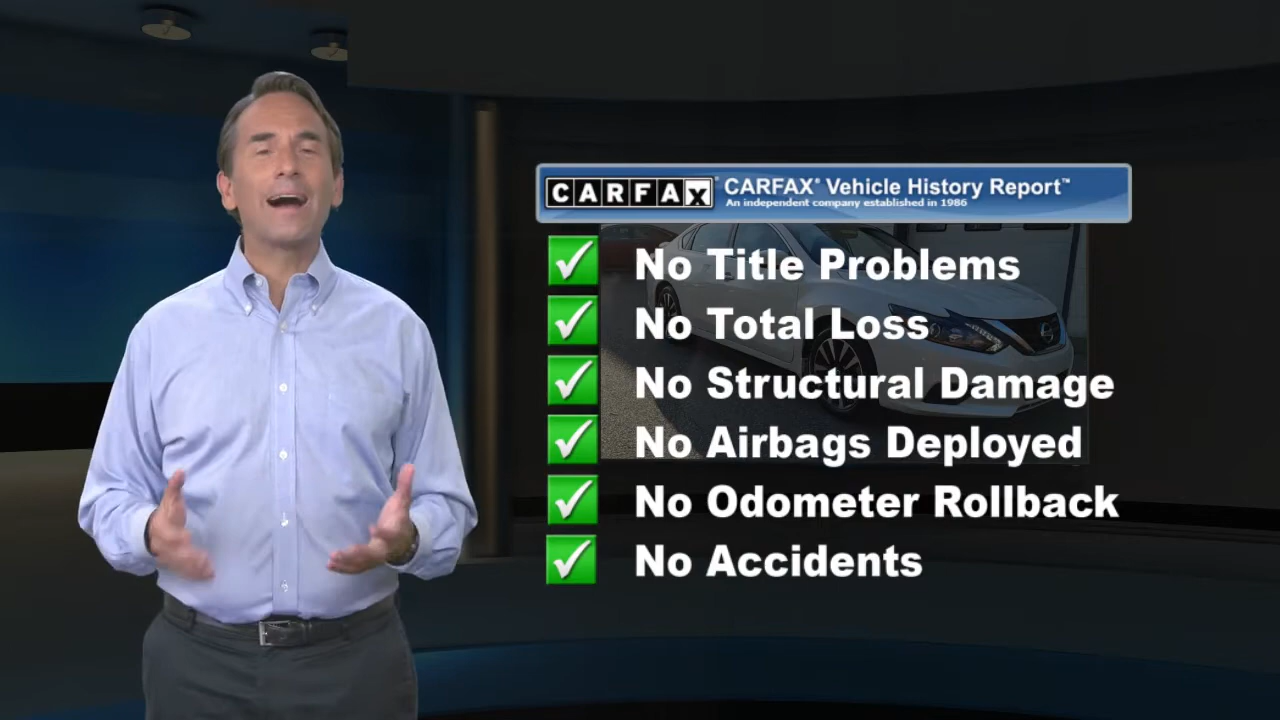 CARFAX® CARFAX® Vehicle History Report™
An independent company established in 1986
No Title Problems
No Total Loss
No Structural Damage
No Airbags Deployed
No Odometer Rollback
No Accidents